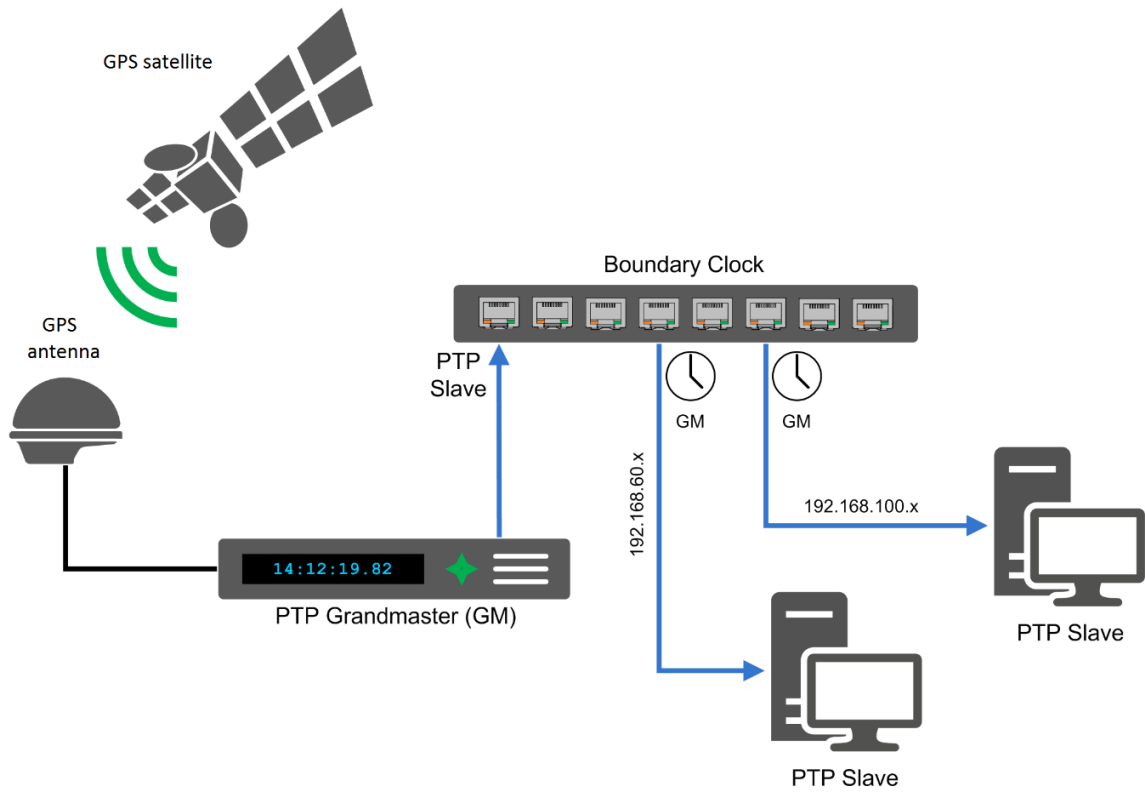 GPS satellite
Boundary Clock
GPS
antenna
PTP
Slave
GM
GM
192.168.60.x
192.168.100.x
14:12:19.82
PTP Grandmaster (GM)
PTP Slave
PTP Slave